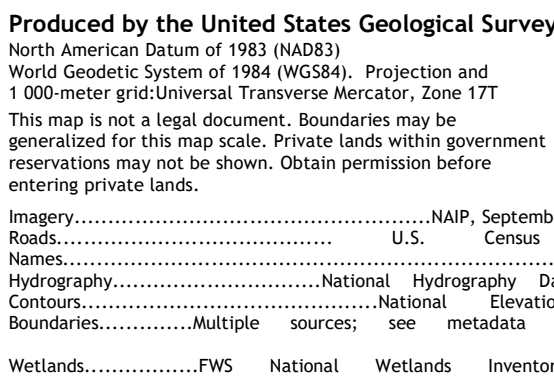 Produced by the United States Geological Survey
North American Datum of 1983 (NAD83)
World Geodetic System of 1984 (WGS84). Projection and
1 000-meter grid:Universal Transverse Mercator, Zone 17T
This map is not a legal document. Boundaries may be
generalized for this map scale. Private lands within government
reservations may not be shown. Obtain permission before
entering private lands.
Imagery....................................................NAIP,
Roads....................................... U.S. Census
Names....................................................................
Hydrography..............................National Hydrography
Contours...........................................National
Boundaries..............Multiple sources; see metadata
Wetlands.................FWS National Wetlands